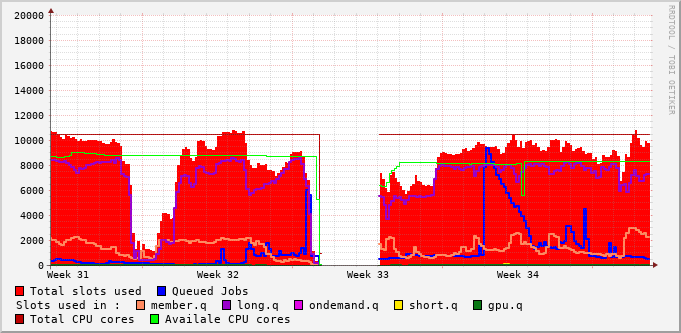 20000
18000
16000
14000
12000
10000
8000
6000
4000
2000
0
Week 31 Week 32 Week 33 Week 34
RRDTOOL / TOBI OETIKER
Total slots used Queued Jobs
Slots used in : member.q long.q ondemand.q short.q gpu.q
Total CPU cores Availale CPU cores